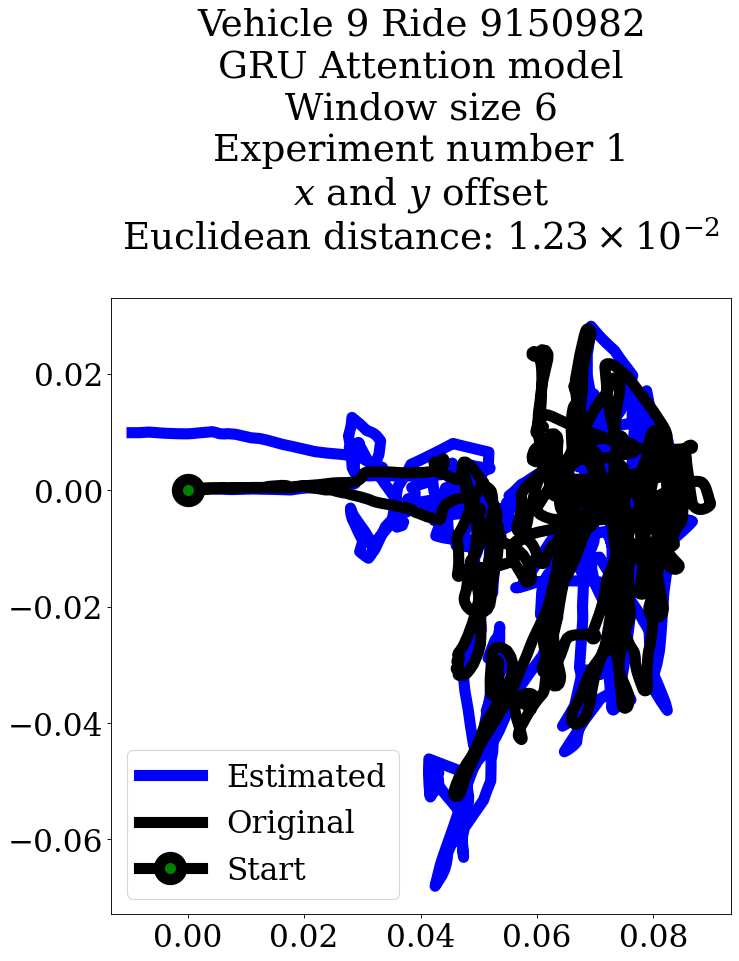 Vehicle 9 Ride 9150982
GRU Attention model
Window size 6
Experiment number 1
x and y offset
Euclidean distance: 1.23 × 10⁻²
0.02
0.00
−0.02
−0.04
−0.06
Estimated
Original
Start
0.00 0.02 0.04 0.06 0.08